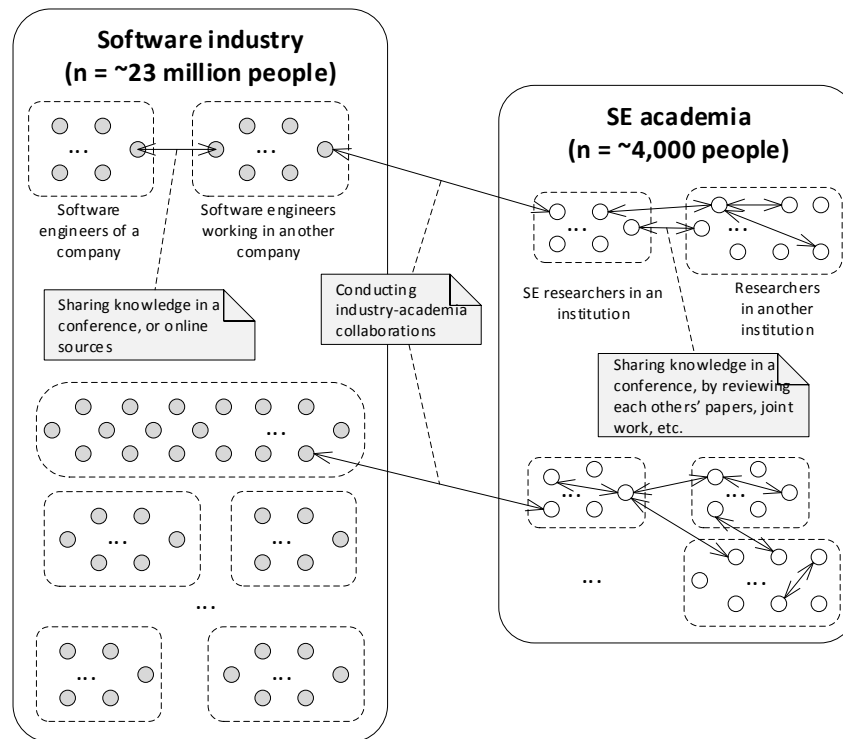 Software industry
(n = ~23 million people)
...
...
Software
engineers of a
company
Software engineers
working in another
company
Sharing knowledge in a
conference, or online
sources
Conducting
industry-academia
collaborations
SE academia
(n = ~4,000 people)
...
...
SE researchers in an
institution
Researchers
in another
institution
Sharing knowledge in a
conference, by reviewing
each others’ papers, joint
work, etc.
...
...
...
...
...
...
...
...
...
...
...